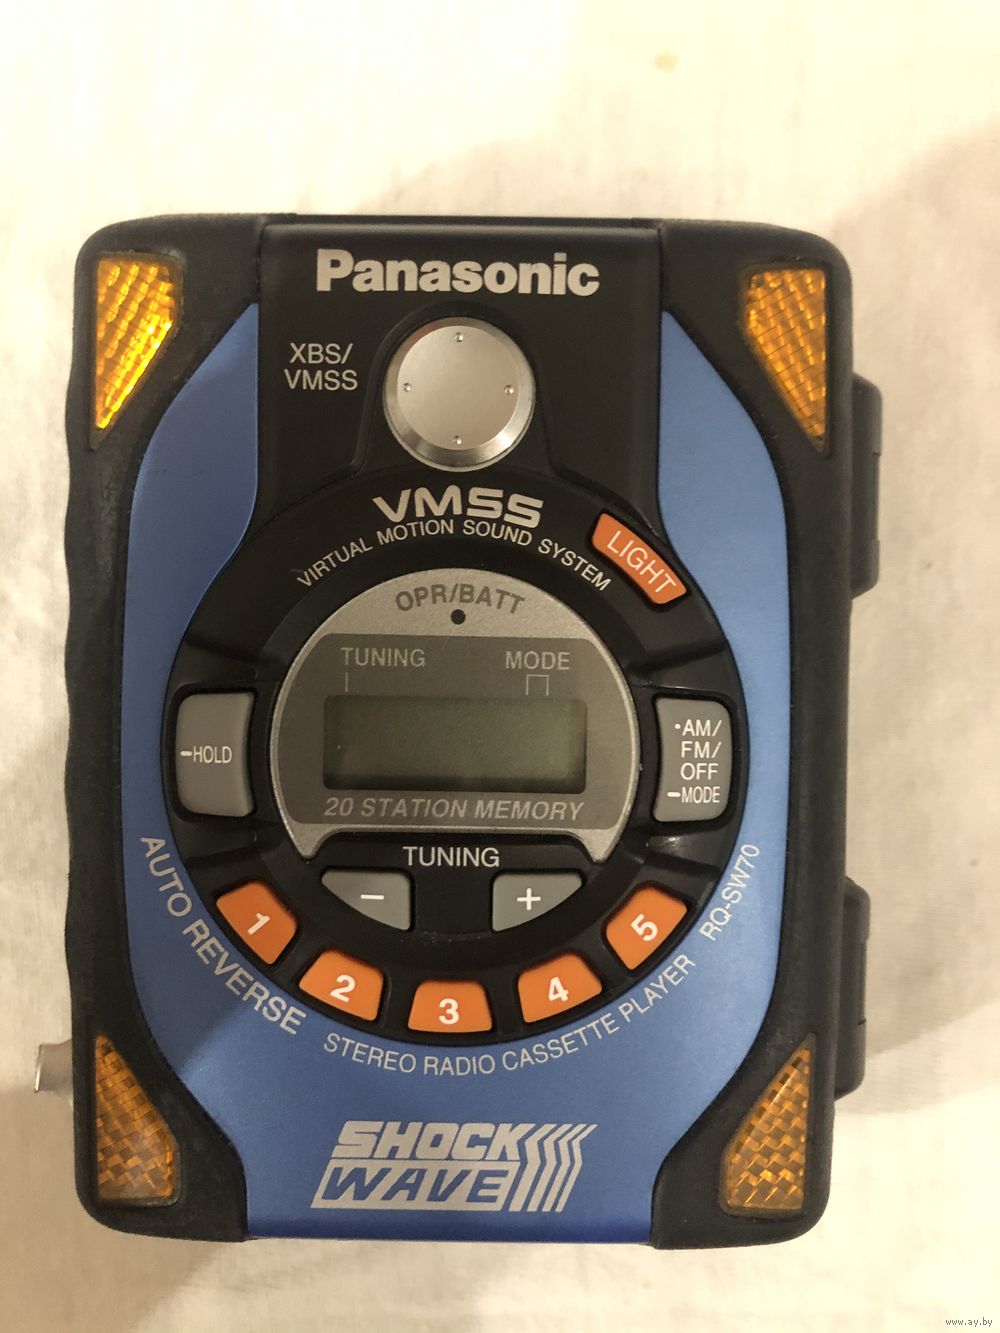 Panasonic
XBS/
VMSS
VMSS
VIRTUAL MOTION SOUND SYSTEM
LIGHT
OPR/BATT
TUNING MODE
-HOLD
·AM/
FM/
OFF
-MODE
20 STATION MEMORY
TUNING
- +
1 2 3 4 5
AUTO REVERSE
STEREO RADIO CASSETTE PLAYER RQ-SW70
SHOCK
WAVE
www.ay.by